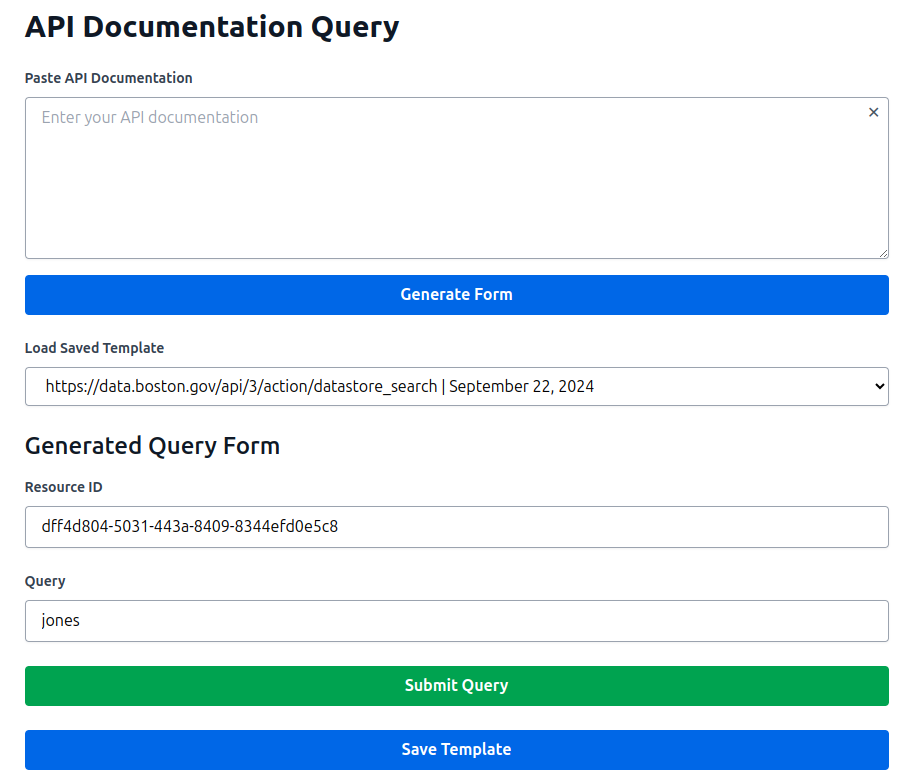 API Documentation Query
Paste API Documentation
Enter your API documentation
×
Generate Form
Load Saved Template
https://data.boston.gov/api/3/action/datastore_search | September 22, 2024
Generated Query Form
Resource ID
dff4d804-5031-443a-8409-8344efd0e5c8
Query
jones
Submit Query
Save Template